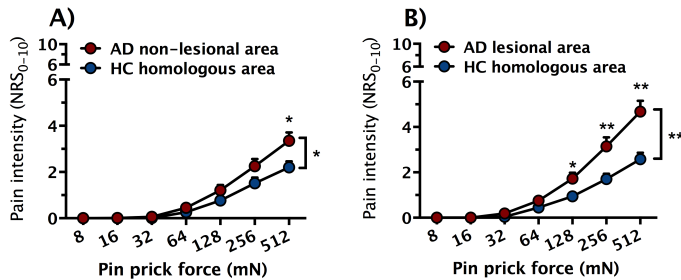 A)
Pain intensity (NRS0–10)
10
6
6
4
2
0
AD non-lesional area
HC homologous area
*
*
8 16 32 64 128 256 512
Pin prick force (mN)
B)
Pain intensity (NRS0–10)
10
6
6
4
2
0
AD lesional area
HC homologous area
*
**
**
**
8 16 32 64 128 256 512
Pin prick force (mN)